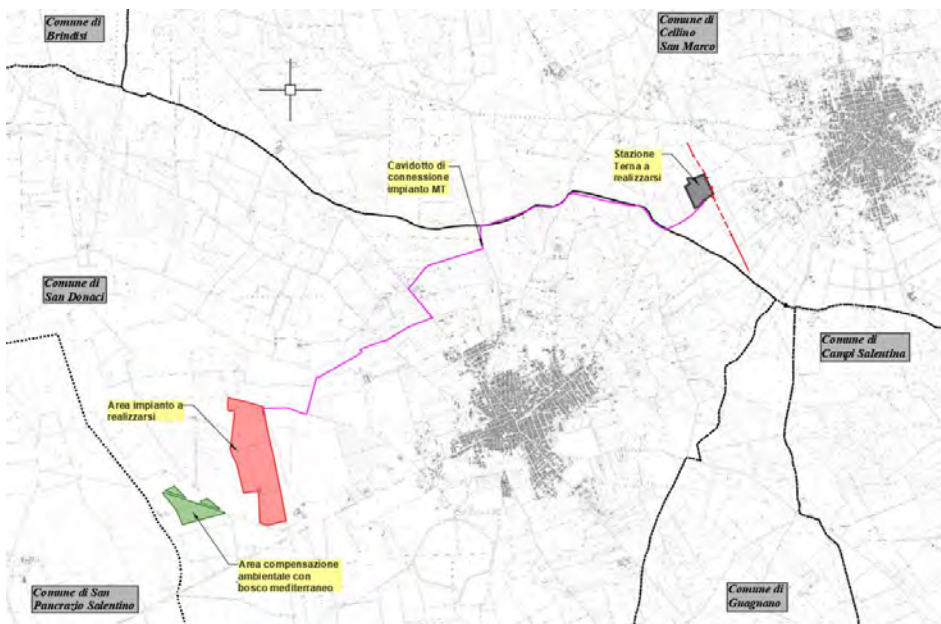 Comune di
Brindisi
Comune di
Cellino
San Marco
Cavidotto di
connessione
impianto MT
Stazione
Terna a
realizzarsi
Comune di
San Donaci
Comune di
Campi Salentina
Area impianto a
realizzarsi
Area compensazione
ambientale con
bosco mediterraneo
Comune di San
Pancrazio Salentino
Comune di
Guagnano